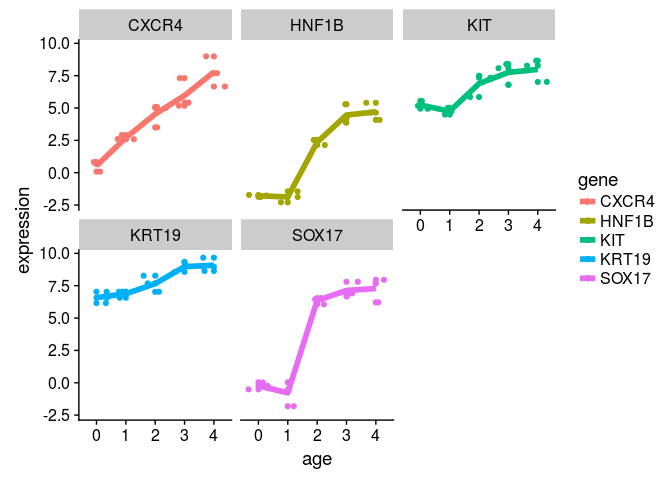 CXCR4 HNF1B KIT
10.0
7.5
5.0
2.5
0.0
-2.5
0 1 2 3 4
KRT19 SOX17
10.0
7.5
5.0
2.5
0.0
-2.5
0 1 2 3 4 0 1 2 3 4
age
expression
gene
CXCR4
HNF1B
KIT
KRT19
SOX17